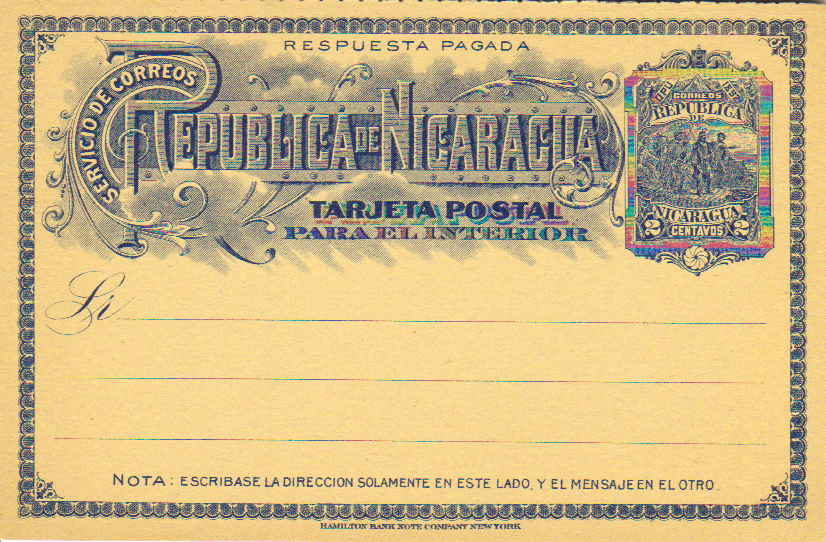 RESPUESTA PAGADA
SERVICIO DE CORREOS
REPUBLICA DE NICARAGUA
TARJETA POSTAL
PARA EL INTERIOR
CORREOS
REPUBLICA
DE
NICARAGUA
2 CENTAVOS 2
NOTA: ESCRIBASE LA DIRECCION SOLAMENTE EN ESTE LADO, Y EL MENSAJE EN EL OTRO.
HAMILTON BANK NOTE COMPANY NEW YORK